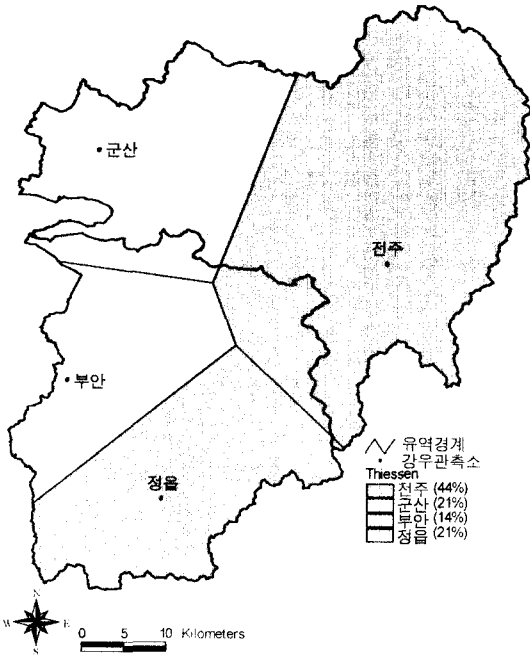 군산
전주
부안
정읍
유역경계
강우관측소
Thiessen
전주 (44%)
군산 (21%)
부안 (14%)
정읍 (21%)
N
W E
S
0 5 10 Kilometers